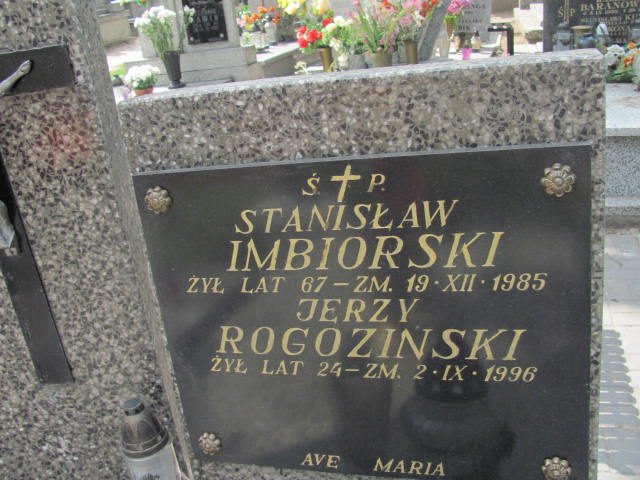 Ś. P.
STANISŁAW
IMBIORSKI
ŻYŁ LAT 67 – ZM. 19 · XII · 1985
JERZY
ROGOZIŃSKI
ŻYŁ LAT 24 – ZM. 2 · IX · 1996
AVE MARIA
Ś P